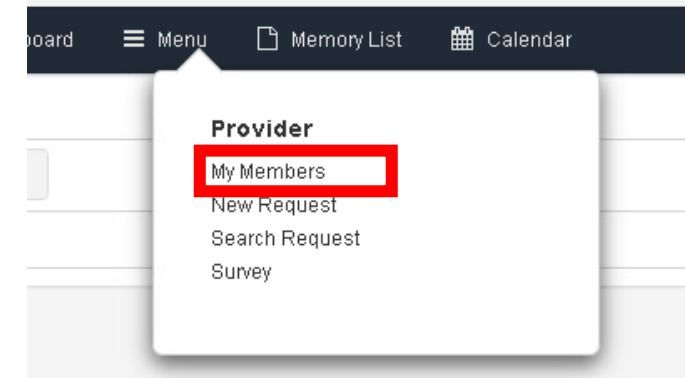 board Menu Memory List Calendar
Provider
My Members
New Request
Search Request
Survey